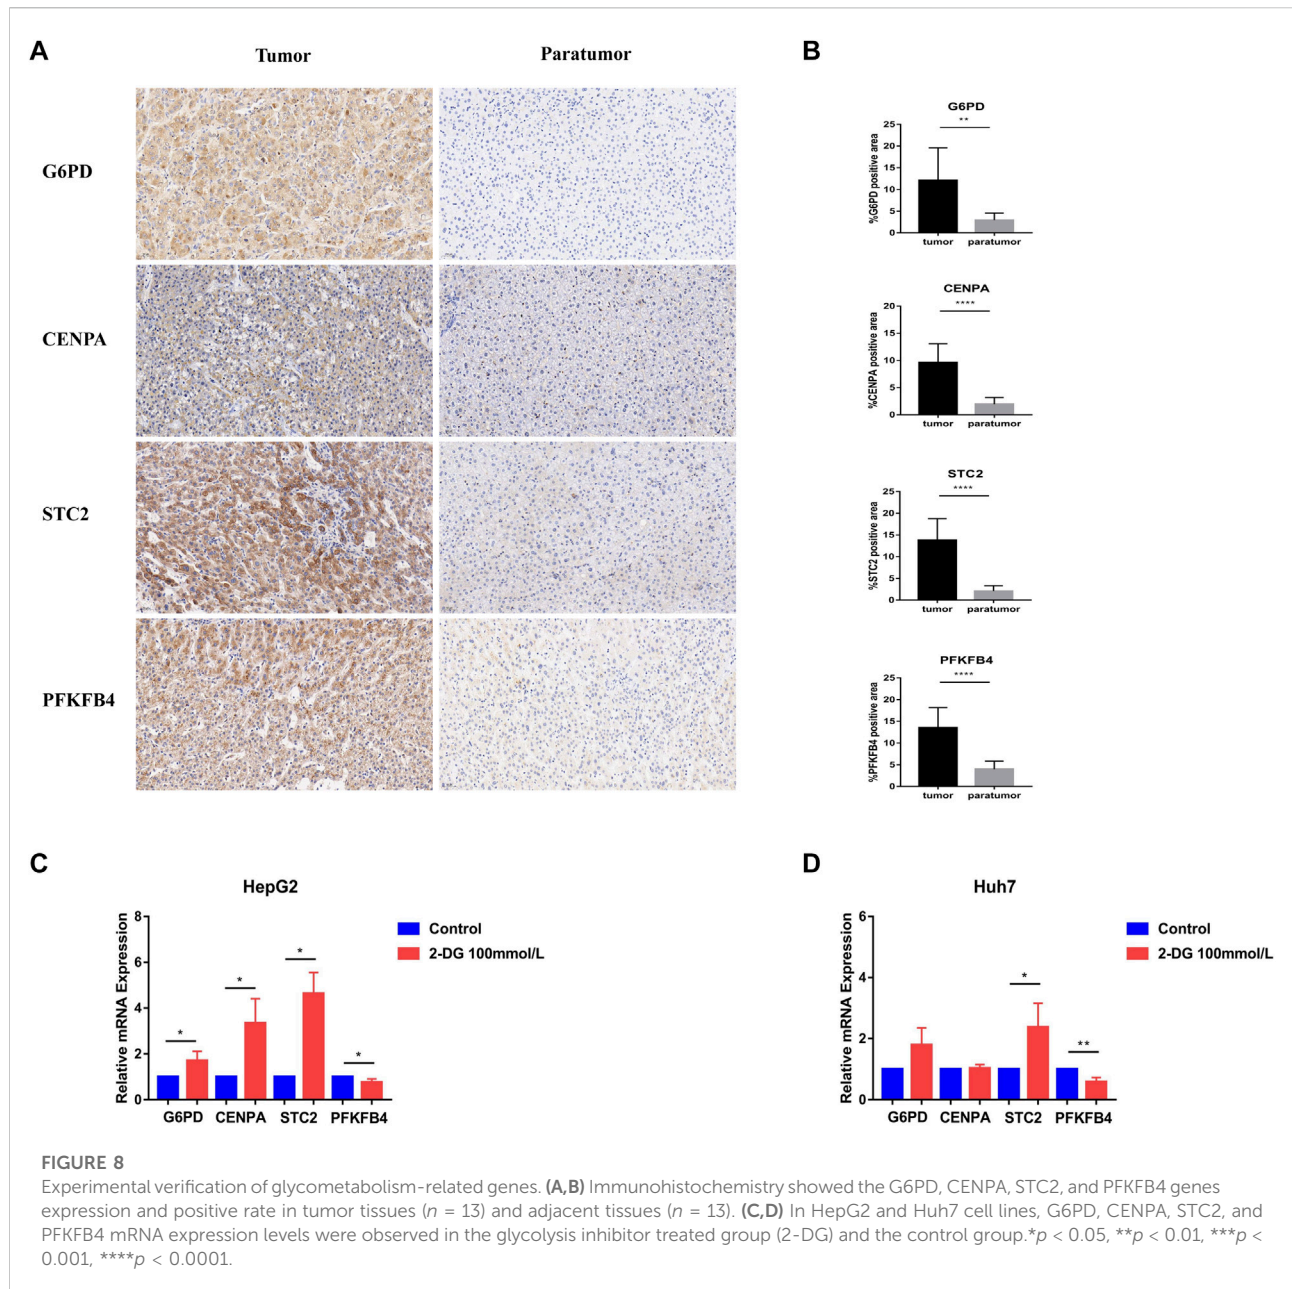 A
Tumor
Paratumor
G6PD
CENPA
STC2
PFKFB4
B
G6PD
**
25
20
15
10
5
0
%G6PD positive area
tumor
paratumor
CENPA
****
20
15
10
5
0
%CENPA positive area
tumor
paratumor
STC2
****
25
20
15
10
5
0
%STC2 positive area
tumor
paratumor
PFKFB4
****
25
20
15
10
5
0
%PFKFB4 positive area
tumor
paratumor
C
HepG2
Relative mRNA Expression
8
6
4
2
0
*
*
*
*
G6PD
CENPA
STC2
PFKFB4
Control
2-DG 100mmol/L
D
Huh7
Relative mRNA Expression
6
4
2
0
*
**
G6PD
CENPA
STC2
PFKFB4
Control
2-DG 100mmol/L
FIGURE 8
Experimental verification of glycometabolism-related genes. (A,B) Immunohistochemistry showed the G6PD, CENPA, STC2, and PFKFB4 genes
expression and positive rate in tumor tissues (n = 13) and adjacent tissues (n = 13). (C,D) In HepG2 and Huh7 cell lines, G6PD, CENPA, STC2, and
PFKFB4 mRNA expression levels were observed in the glycolysis inhibitor treated group (2-DG) and the control group.*p < 0.05, **p < 0.01, ***p <
0.001, ****p < 0.0001.